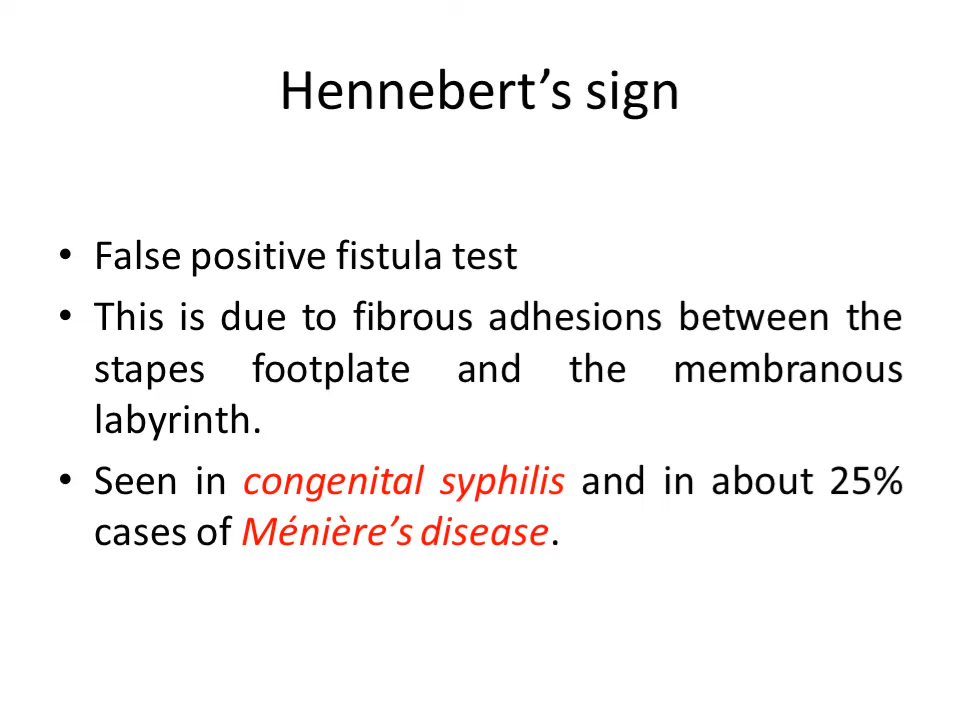 Hennebert’s sign
• False positive fistula test
• This is due to fibrous adhesions between the
stapes footplate and the membranous
labyrinth.
• Seen in congenital syphilis and in about 25%
cases of Ménière’s disease.